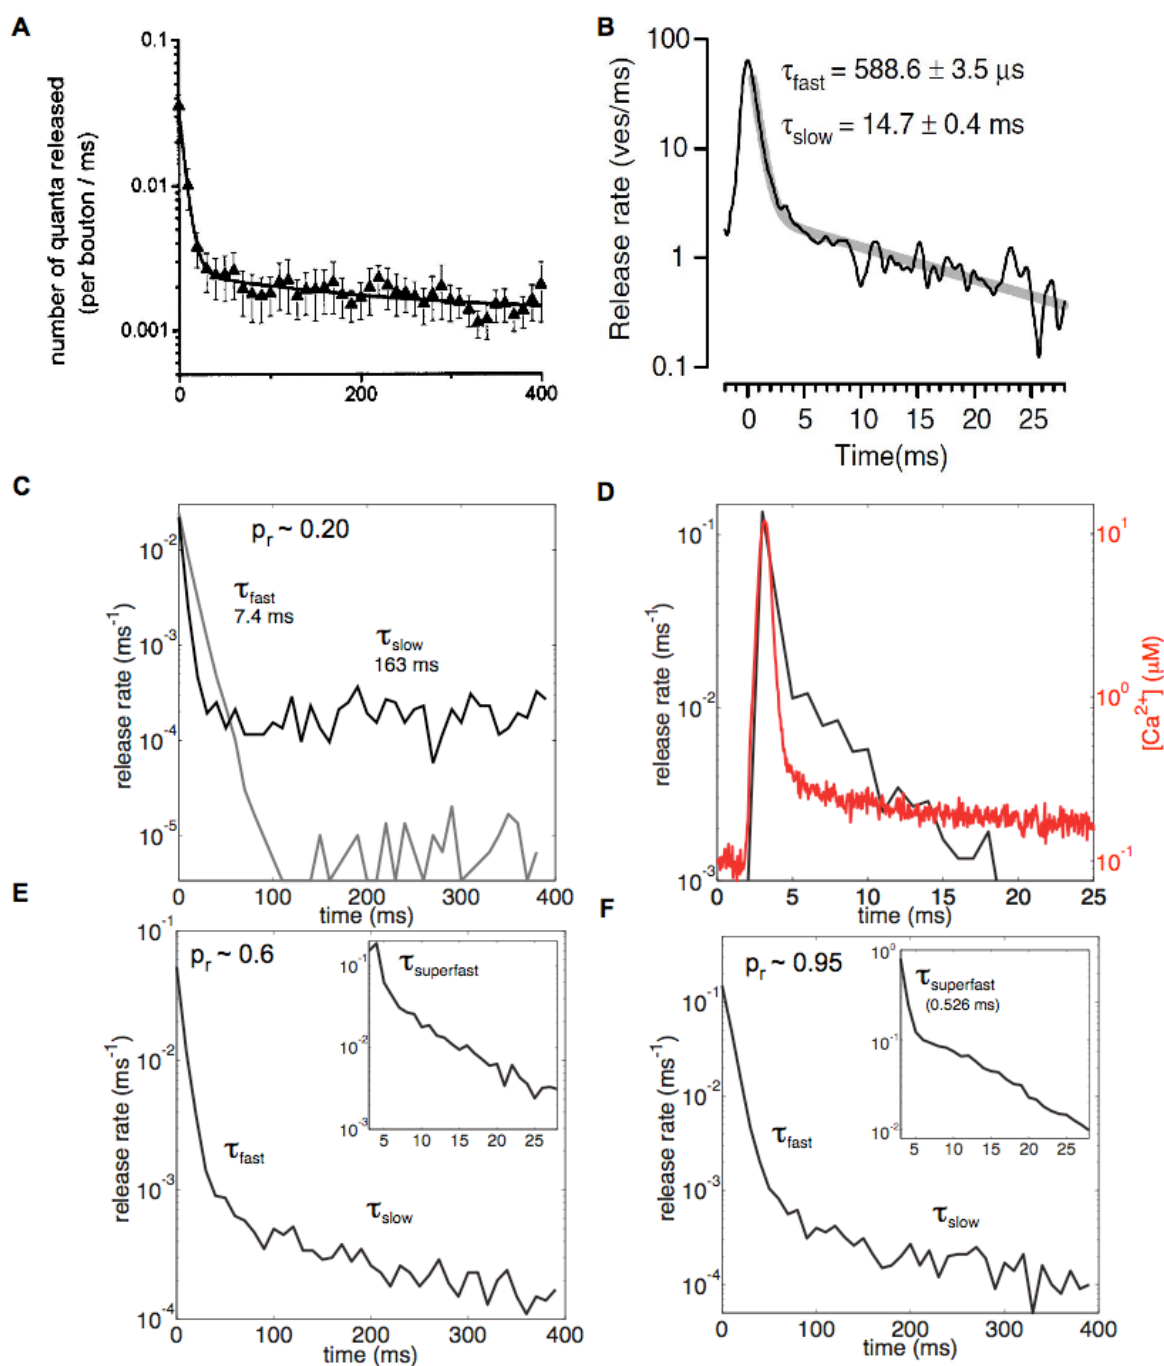 A
number of quanta released
(per bouton / ms)
0.1
0.01
0.001
0
200
400
B
Release rate (ves/ms)
100
10
1
0.1
τfast = 588.6 ± 3.5 µs
τslow = 14.7 ± 0.4 ms
0 5 10 15 20 25
Time(ms)
C
release rate (ms⁻¹)
10⁻²
10⁻³
10⁻⁴
10⁻⁵
pr ~ 0.20
τfast
7.4 ms
τslow
163 ms
0 100 200 300 400
time (ms)
D
release rate (ms⁻¹)
10⁻¹
10⁻²
10⁻³
10¹
10⁰
10⁻¹
[Ca²⁺] (µM)
0 5 10 15 20 25
time (ms)
E
release rate (ms⁻¹)
10⁻¹
10⁻²
10⁻³
10⁻⁴
pr ~ 0.6
τsuperfast
10⁻¹
10⁻²
10⁻³
5 10 15 20 25
τfast
τslow
0 100 200 300 400
time (ms)
F
release rate (ms⁻¹)
10⁻¹
10⁻²
10⁻³
10⁻⁴
pr ~ 0.95
τsuperfast
(0.526 ms)
10⁰
10⁻¹
10⁻²
5 10 15 20 25
τfast
τslow
0 100 200 300 400
time (ms)